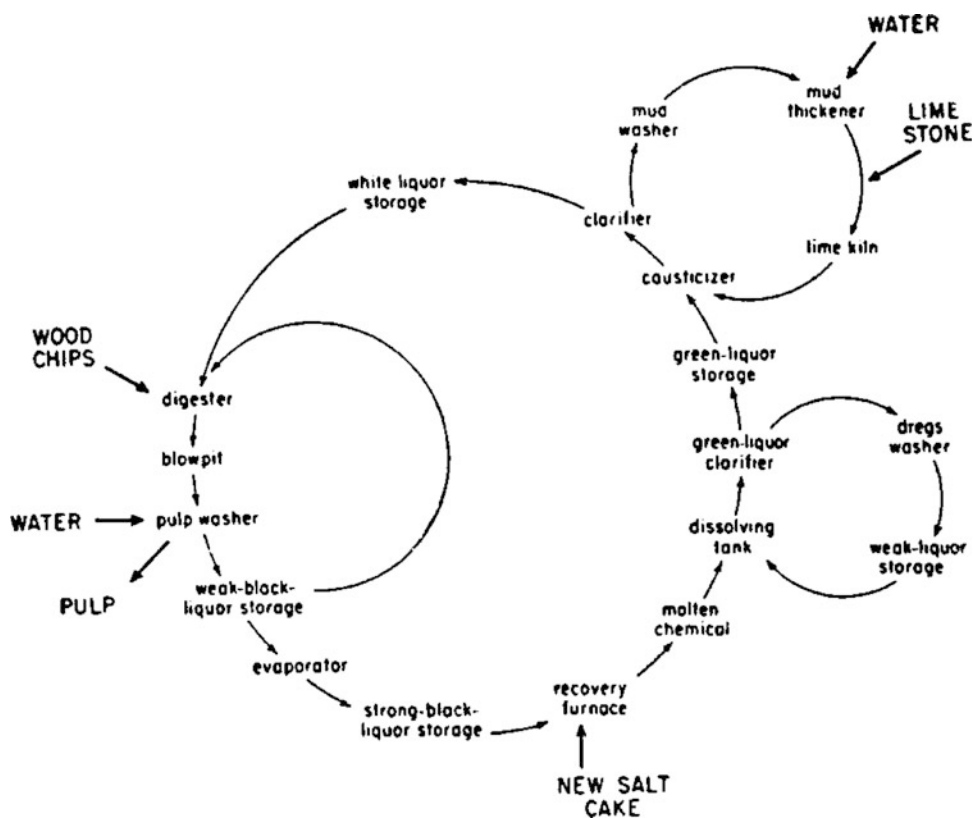 WATER
mud
thickener
LIME
STONE
mud
washer
white liquor
storage
clarifier
lime kiln
causticizer
WOOD
CHIPS
green-liquor
storage
digester
dregs
washer
blowpit
green-liquor
clarifier
WATER
pulp washer
dissolving
tank
weak-liquor
storage
PULP
weak-black-
liquor storage
molten
chemical
evaporator
recovery
furnace
strong-black-
liquor storage
NEW SALT
CAKE